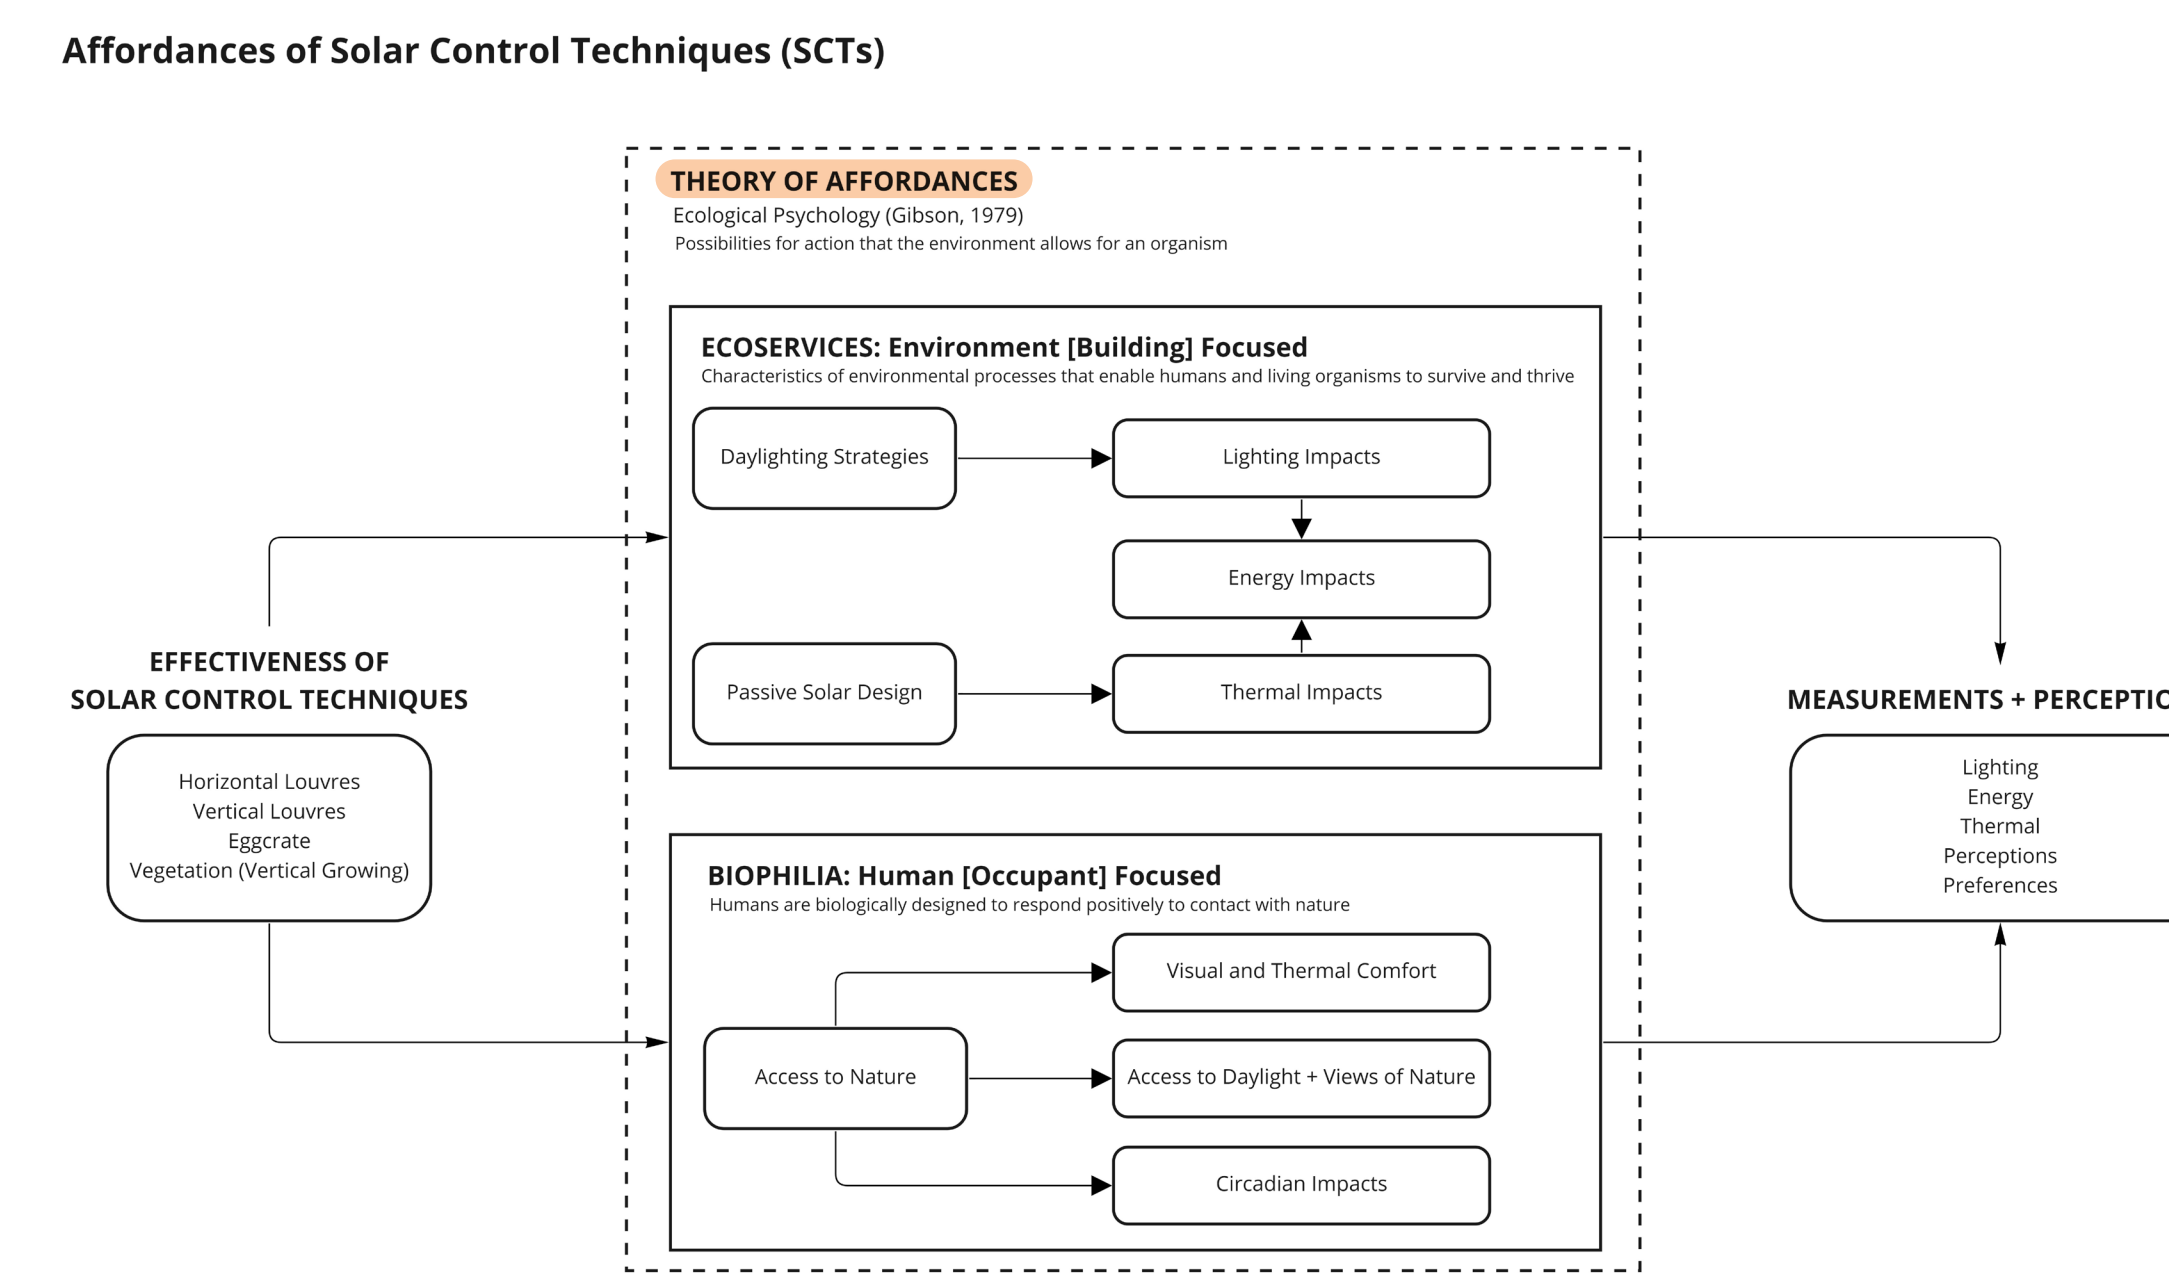 Affordances of Solar Control Techniques (SCTs)
THEORY OF AFFORDANCES
Ecological Psychology (Gibson, 1979)
Possibilities for action that the environment allows for an organism
ECOSERVICES: Environment [Building] Focused
Characteristics of environmental processes that enable humans and living organisms to survive and thrive
Daylighting Strategies
Lighting Impacts
Energy Impacts
Passive Solar Design
Thermal Impacts
EFFECTIVENESS OF
SOLAR CONTROL TECHNIQUES
Horizontal Louvres
Vertical Louvres
Eggcrate
Vegetation (Vertical Growing)
BIOPHILIA: Human [Occupant] Focused
Humans are biologically designed to respond positively to contact with nature
Visual and Thermal Comfort
Access to Nature
Access to Daylight + Views of Nature
Circadian Impacts
MEASUREMENTS +
Lighting
Energy
Thermal
Perceptions
Preferences